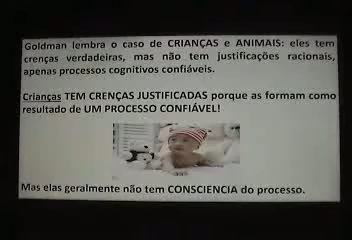 Goldman lembra o caso de CRIANÇAS e ANIMAIS: eles tem
crenças verdadeiras, mas não tem justificações racionais,
apenas processos cognitivos confiáveis.
Crianças TEM CRENÇAS JUSTIFICADAS porque as formam como
resultado de UM PROCESSO CONFIÁVEL!
Mas elas geralmente não tem CONSCIENCIA do processo.